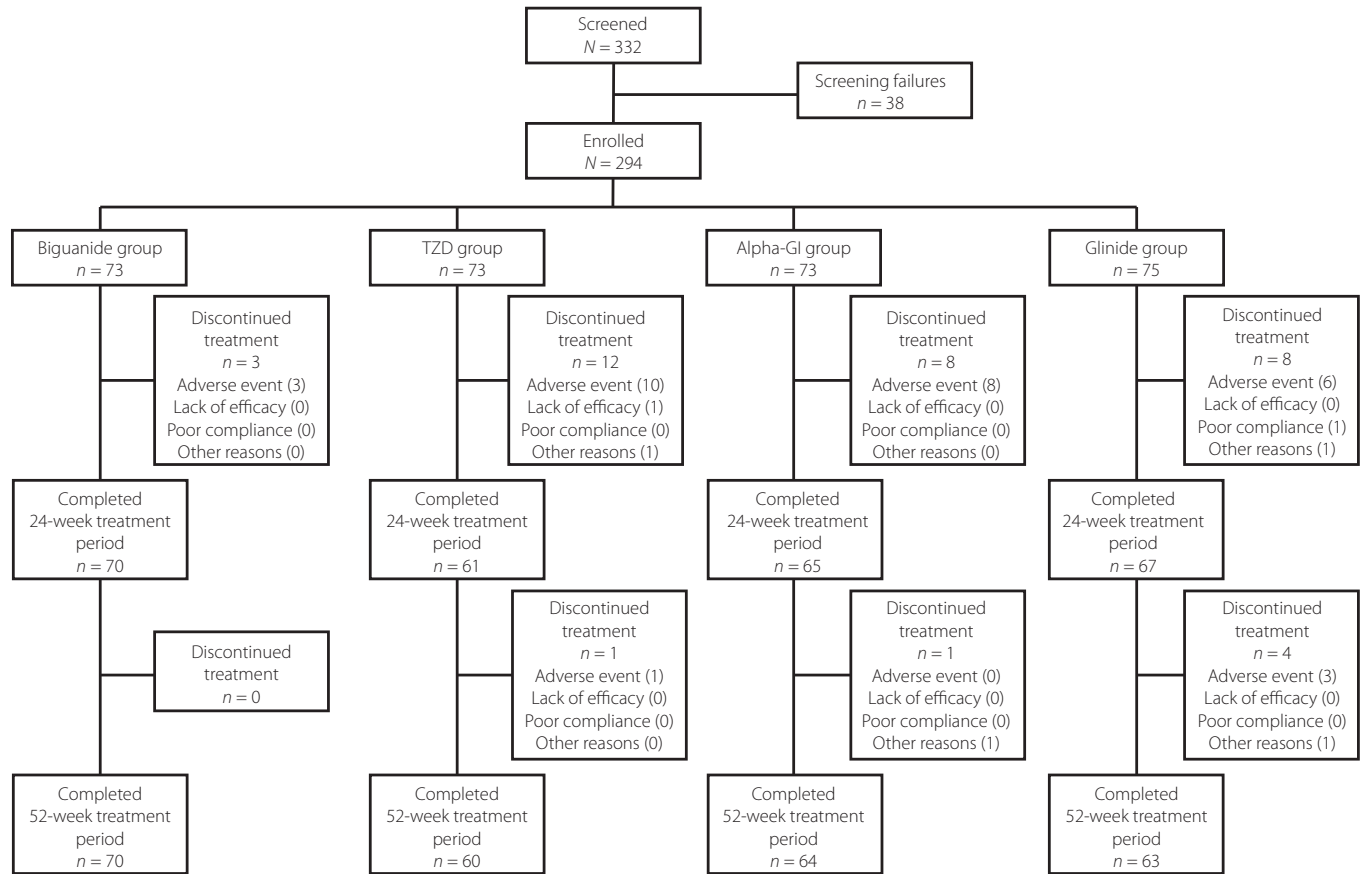 Screened
N = 332
Screening failures
n = 38
Enrolled
N = 294
Biguanide group
n = 73
TZD group
n = 73
Alpha-GI group
n = 73
Glinide group
n = 75
Discontinued
treatment
n = 3
Adverse event (3)
Lack of efficacy (0)
Poor compliance (0)
Other reasons (0)
Discontinued
treatment
n = 12
Adverse event (10)
Lack of efficacy (1)
Poor compliance (0)
Other reasons (1)
Discontinued
treatment
n = 8
Adverse event (8)
Lack of efficacy (0)
Poor compliance (0)
Other reasons (0)
Discontinued
treatment
n = 8
Adverse event (6)
Lack of efficacy (0)
Poor compliance (1)
Other reasons (1)
Completed
24-week treatment
period
n = 70
Completed
24-week treatment
period
n = 61
Completed
24-week treatment
period
n = 65
Completed
24-week treatment
period
n = 67
Discontinued
treatment
n = 0
Discontinued
treatment
n = 1
Adverse event (1)
Lack of efficacy (0)
Poor compliance (0)
Other reasons (0)
Discontinued
treatment
n = 1
Adverse event (0)
Lack of efficacy (0)
Poor compliance (0)
Other reasons (1)
Discontinued
treatment
n = 4
Adverse event (3)
Lack of efficacy (0)
Poor compliance (0)
Other reasons (1)
Completed
52-week treatment
period
n = 70
Completed
52-week treatment
period
n = 60
Completed
52-week treatment
period
n = 64
Completed
52-week treatment
period
n = 63